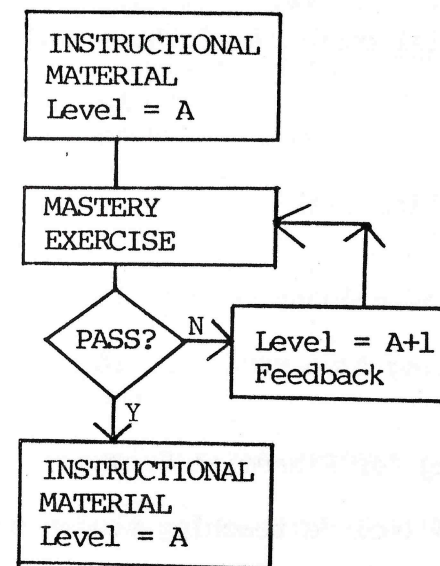 INSTRUCTIONAL
MATERIAL
Level = A
MASTERY
EXERCISE
PASS?
N
Level = A+1
Feedback
Y
INSTRUCTIONAL
MATERIAL
Level = A